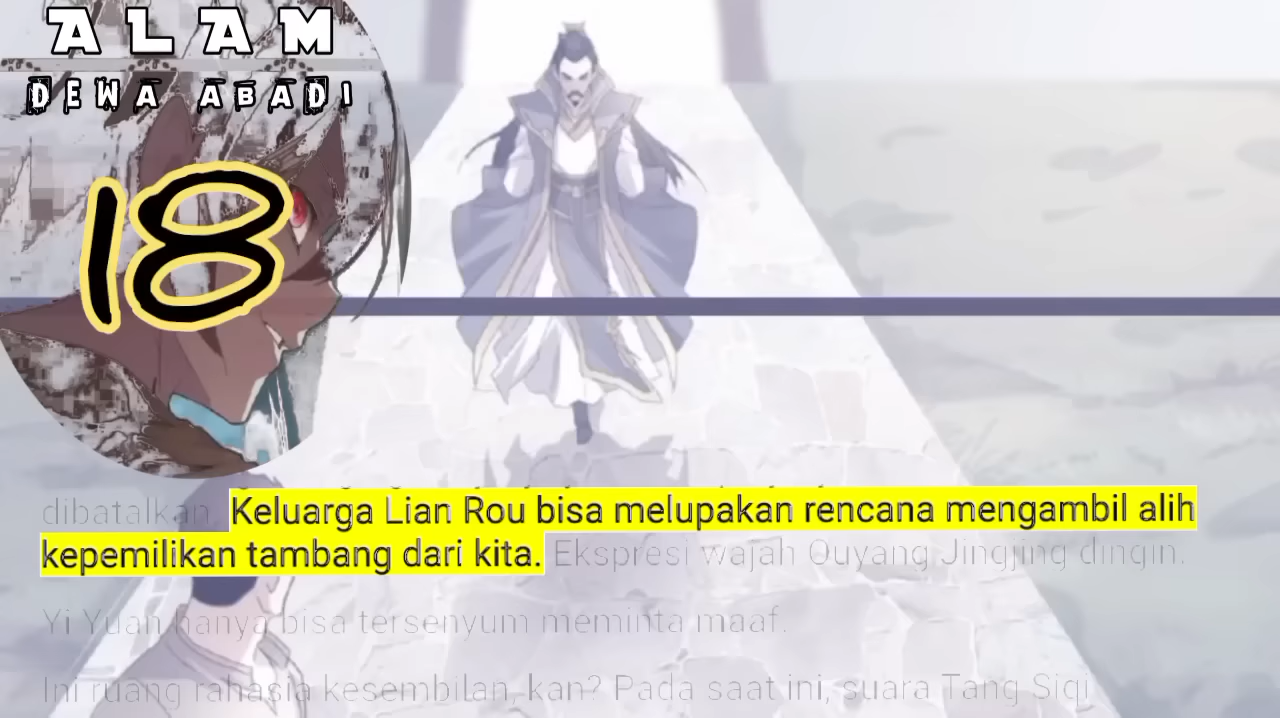 ALAM
DEWA ABADI
18
dibatalkan. Keluarga Lian Rou bisa melupakan rencana mengambil alih
kepemilikan tambang dari kita. Ekspresi wajah Ouyang Jingjing dingin.
Yi Yuan hanya bisa tersenyum meminta maaf.
Ini ruang rahasia kesembilan, kan? Pada saat ini, suara Tang Siqi